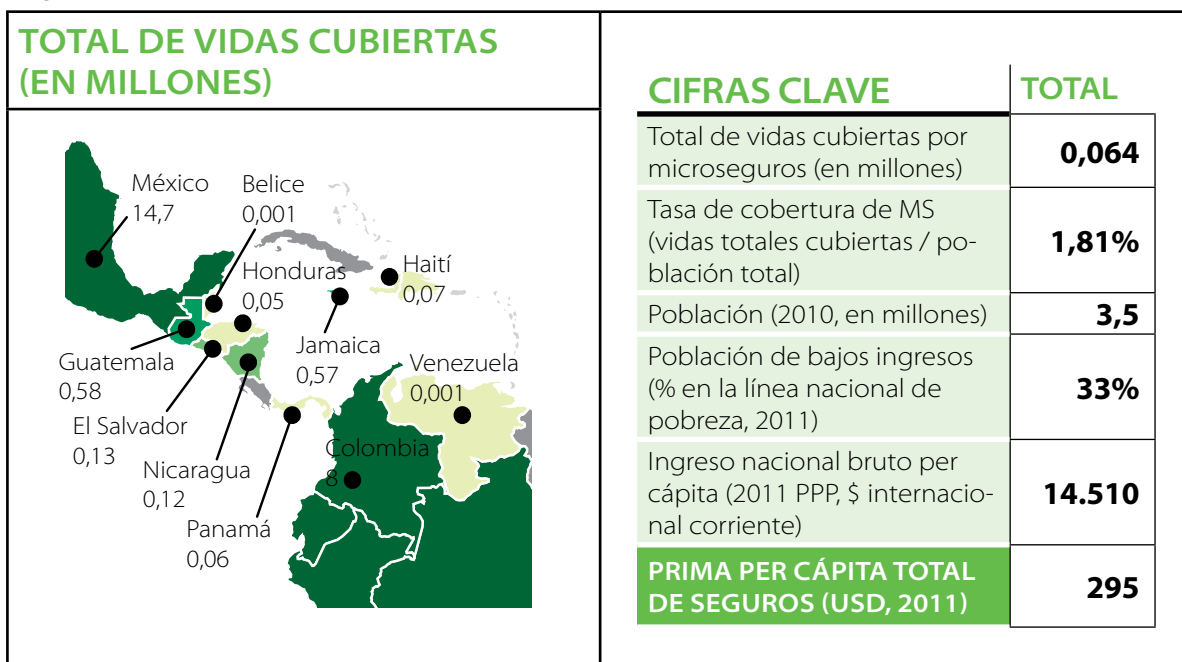 TOTAL DE VIDAS CUBIERTAS
(EN MILLONES)
México
14,7
Belice
0,001
Honduras
0,05
Haití
0,07
Guatemala
0,58
Jamaica
0,57
Venezuela
0,001
El Salvador
0,13
Nicaragua
0,12
Colombia
8
Panamá
0,06
CIFRAS CLAVE TOTAL
Total de vidas cubiertas por
microseguros (en millones)
0,064
Tasa de cobertura de MS
(vidas totales cubiertas / po-
blación total)
1,81%
Población (2010, en millones)
3,5
Población de bajos ingresos
(% en la línea nacional de
pobreza, 2011)
33%
Ingreso nacional bruto per
cápita (2011 PPP, $ internacio-
nal corriente)
14.510
PRIMA PER CÁPITA TOTAL
DE SEGUROS (USD, 2011)
295